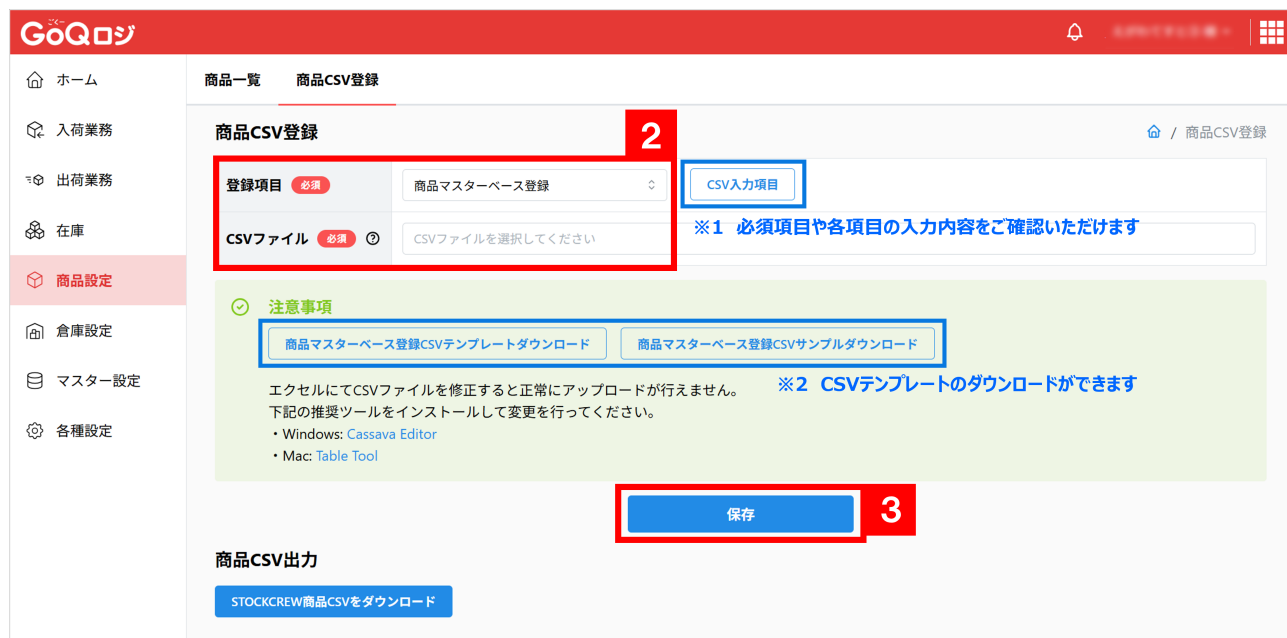 ごくー
GoQロジ
ホーム
入荷業務
出荷業務
在庫
商品設定
倉庫設定
マスター設定
各種設定
商品一覧 商品CSV登録
商品CSV登録
2
/ 商品CSV登録
登録項目 必須 商品マスターベース登録 CSV入力項目
※1 必須項目や各項目の入力内容をご確認いただけます
CSVファイル 必須 ? CSVファイルを選択してください
注意事項
商品マスターベース登録CSVテンプレートダウンロード 商品マスターベース登録CSVサンプルダウンロード
※2 CSVテンプレートのダウンロードができます
エクセルにてCSVファイルを修正すると正常にアップロードが行えません。
下記の推奨ツールをインストールして変更を行ってください。
・Windows: Cassava Editor
・Mac: Table Tool
保存
3
商品CSV出力
STOCKCREW商品CSVをダウンロード